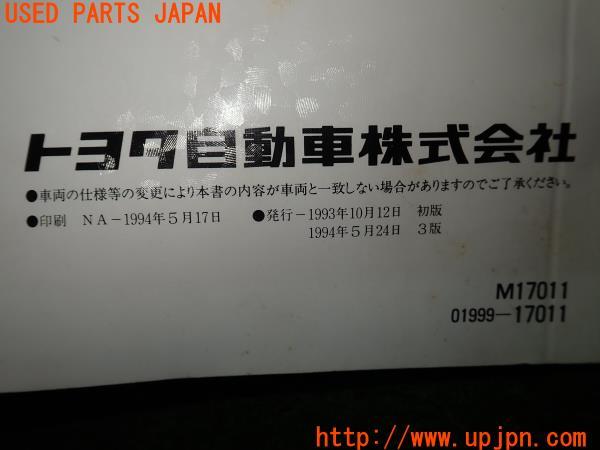 USED PARTS JAPAN
トヨタ自動車株式会社
●車両の仕様等の変更により本書の内容が車両と一致しない場合がありますのでご了承ください。
●印刷 NA－1994年5月17日 ●発行－1993年10月12日 初版
1994年5月24日 3版
M17011
01999－17011
http://www.upjpn.com/